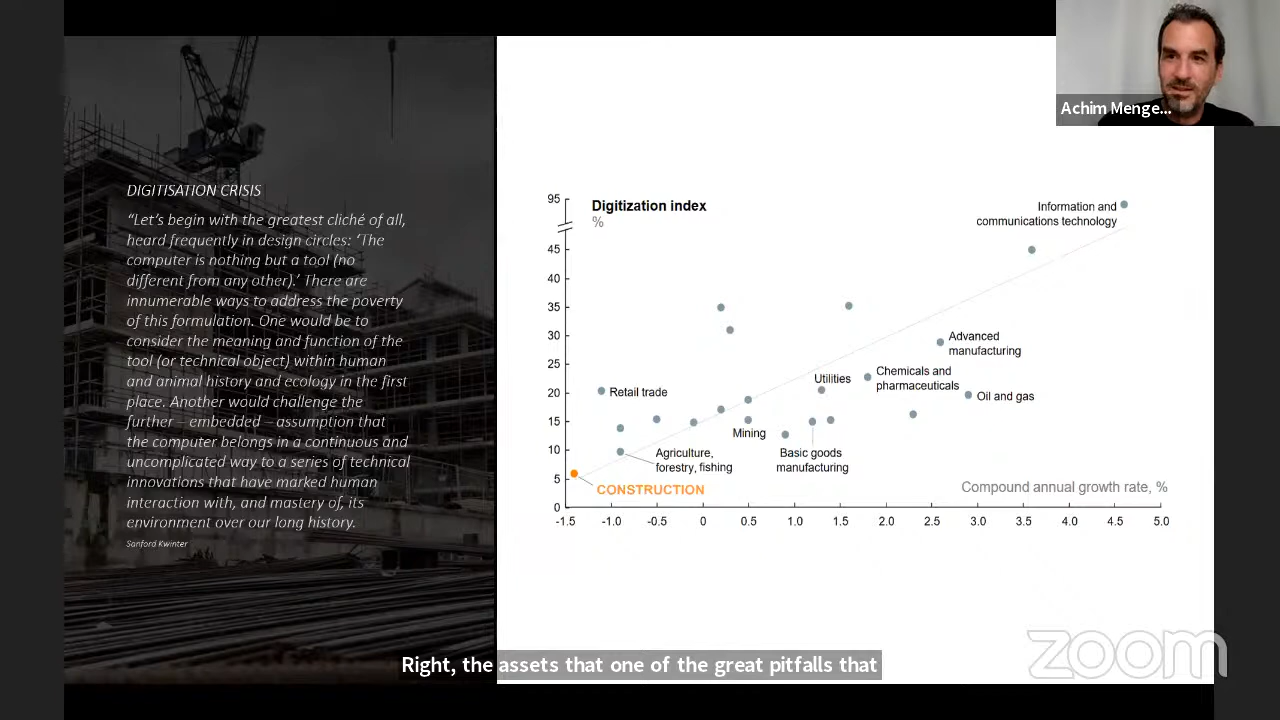 Achim Menge...
DIGITISATION CRISIS
“Let’s begin with the greatest cliché of all,
heard frequently in design circles: ‘The
computer is nothing but a tool (no
different from any other).’ There are
innumerable ways to address the poverty
of this formulation. One would be to
consider the meaning and function of the
tool (or technical object) within human
and animal history and ecology in the first
place. Another would challenge the
further – embedded – assumption that
the computer belongs in a continuous and
uncomplicated way to a series of technical
innovations that have marked human
interaction with, and mastery of, its
environment over our long history.
Sanford Kwinter
Digitization index
%
95
45
40
35
30
25
20
15
10
5
0
Information and
communications technology
Advanced
manufacturing
Chemicals and
pharmaceuticals
Utilities
Oil and gas
Retail trade
Mining
Basic goods
manufacturing
Agriculture,
forestry, fishing
CONSTRUCTION
Compound annual growth rate, %
-1.5 -1.0 -0.5 0 0.5 1.0 1.5 2.0 2.5 3.0 3.5 4.0 4.5 5.0
Right, the assets that one of the great pitfalls that
zoom